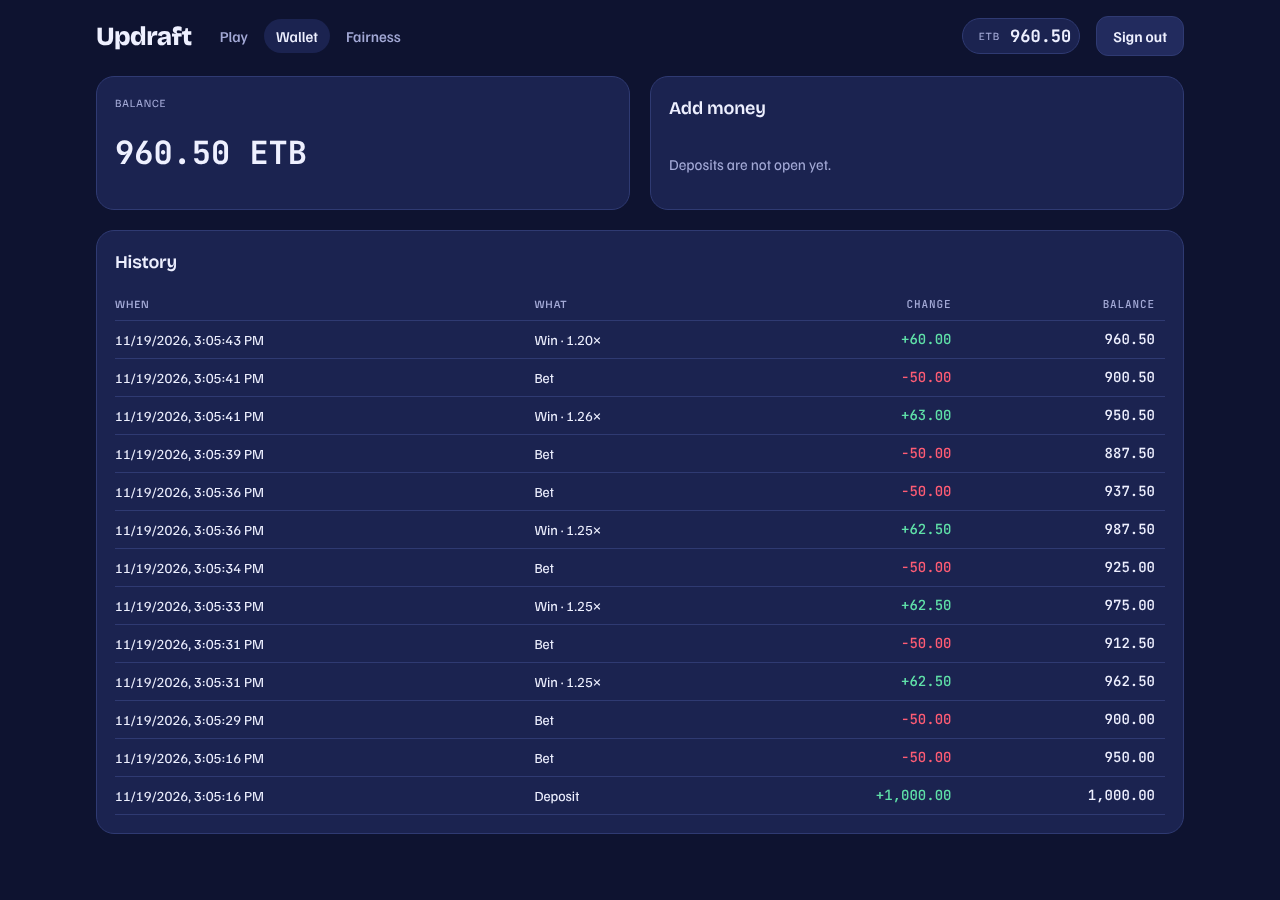 Updraft Play Wallet Fairness ETB 960.50 Sign out
BALANCE
960.50 ETB
Add money
Deposits are not open yet.
History
WHEN WHAT CHANGE BALANCE
11/19/2026, 3:05:43 PM Win · 1.20× +60.00 960.50
11/19/2026, 3:05:41 PM Bet -50.00 900.50
11/19/2026, 3:05:41 PM Win · 1.26× +63.00 950.50
11/19/2026, 3:05:39 PM Bet -50.00 887.50
11/19/2026, 3:05:36 PM Bet -50.00 937.50
11/19/2026, 3:05:36 PM Win · 1.25× +62.50 987.50
11/19/2026, 3:05:34 PM Bet -50.00 925.00
11/19/2026, 3:05:33 PM Win · 1.25× +62.50 975.00
11/19/2026, 3:05:31 PM Bet -50.00 912.50
11/19/2026, 3:05:31 PM Win · 1.25× +62.50 962.50
11/19/2026, 3:05:29 PM Bet -50.00 900.00
11/19/2026, 3:05:16 PM Bet -50.00 950.00
11/19/2026, 3:05:16 PM Deposit +1,000.00 1,000.00